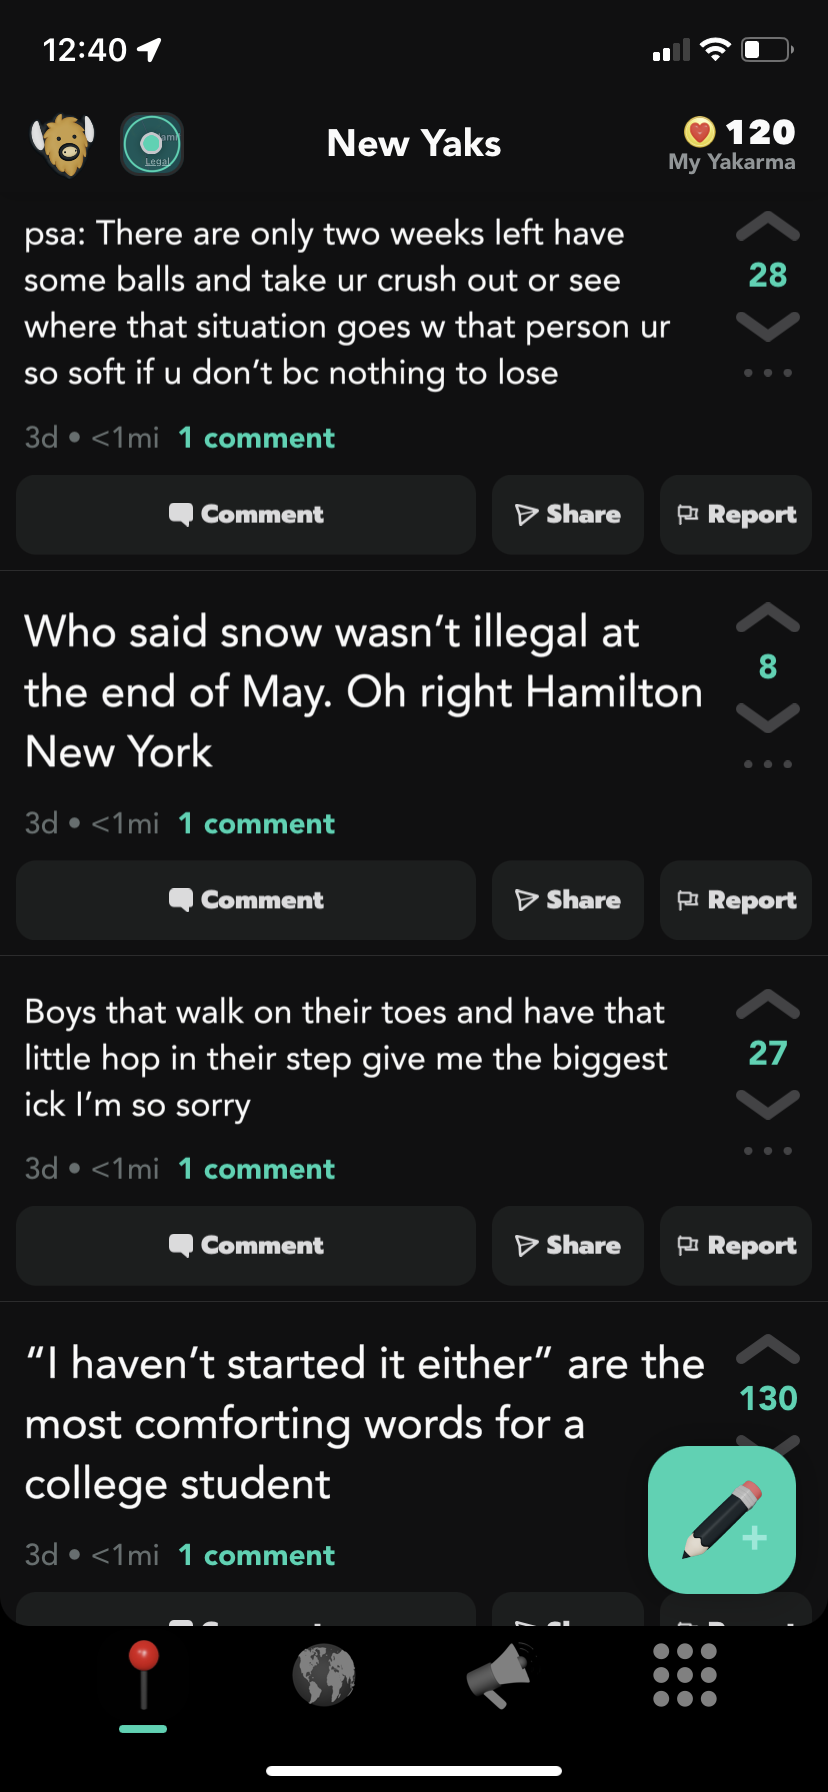 12:40
New Yaks
120
My Yakarma
Legal
psa: There are only two weeks left have
some balls and take ur crush out or see
where that situation goes w that person ur
so soft if u don’t bc nothing to lose
28
3d • <1mi 1 comment
Comment
Share
Report
Who said snow wasn’t illegal at
the end of May. Oh right Hamilton
New York
8
3d • <1mi 1 comment
Comment
Share
Report
Boys that walk on their toes and have that
little hop in their step give me the biggest
ick I’m so sorry
27
3d • <1mi 1 comment
Comment
Share
Report
“I haven’t started it either” are the
most comforting words for a
college student
130
3d • <1mi 1 comment